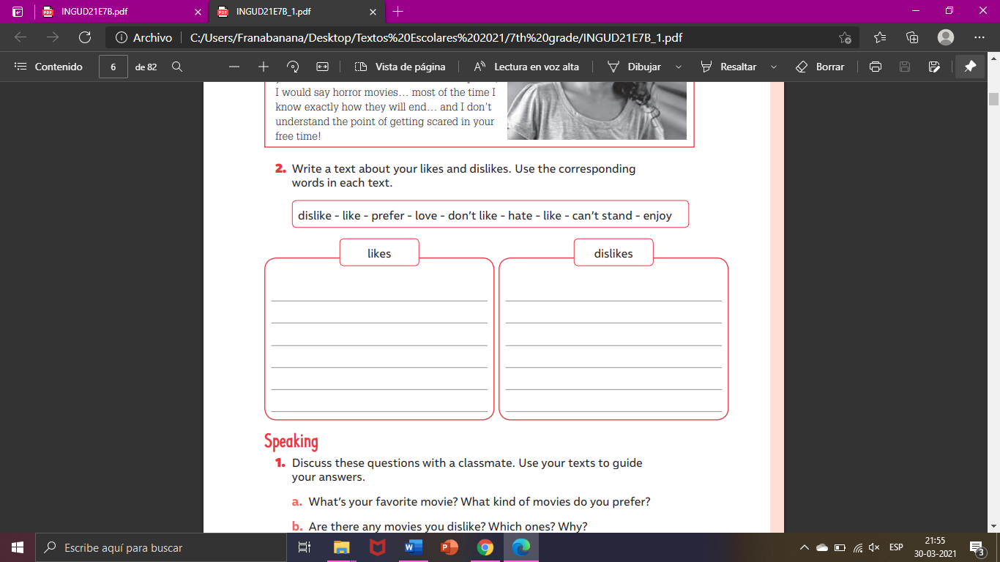 INGUD21E7B.pdf
INGUD21E7B_1.pdf
Archivo
C:/Users/Franabanana/Desktop/Textos%20Escolares%202021/7th%20grade/INGUD21E7B_1.pdf
Contenido
6
de 82
Vista de página
Lectura en voz alta
Dibujar
Resaltar
Borrar
I would say horror movies… most of the time I
know exactly how they will end… and I don't
understand the point of getting scared in your
free time!
2. Write a text about your likes and dislikes. Use the corresponding
words in each text.
dislike - like - prefer - love - don't like - hate - like - can't stand - enjoy
likes
dislikes
Speaking
1. Discuss these questions with a classmate. Use your texts to guide
your answers.
a. What's your favorite movie? What kind of movies do you prefer?
b. Are there any movies you dislike? Which ones? Why?
Escribe aquí para buscar
ESP
21:55
30-03-2021
3